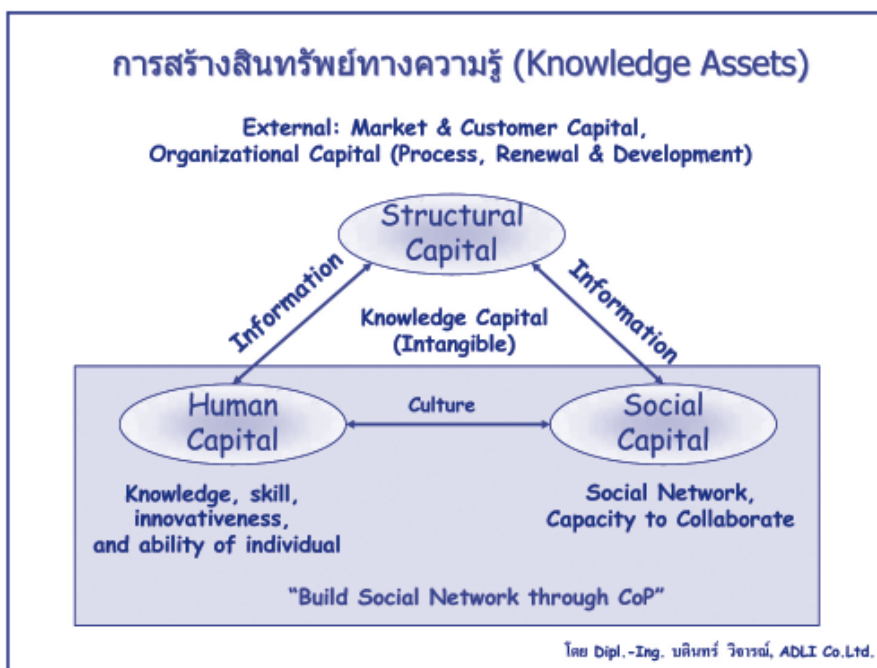 การสร้างสินทรัพย์ทางความรู้ (Knowledge Assets)
External: Market & Customer Capital,
Organizational Capital (Process, Renewal & Development)
Structural
Capital
Information
Information
Knowledge Capital
(Intangible)
Human
Capital
Culture
Social
Capital
Knowledge, skill,
innovativeness,
and ability of individual
Social Network,
Capacity to Collaborate
“Build Social Network through CoP”
โดย Dipl.-Ing. บดินทร์ วิจารณ์, ADLI Co.Ltd.